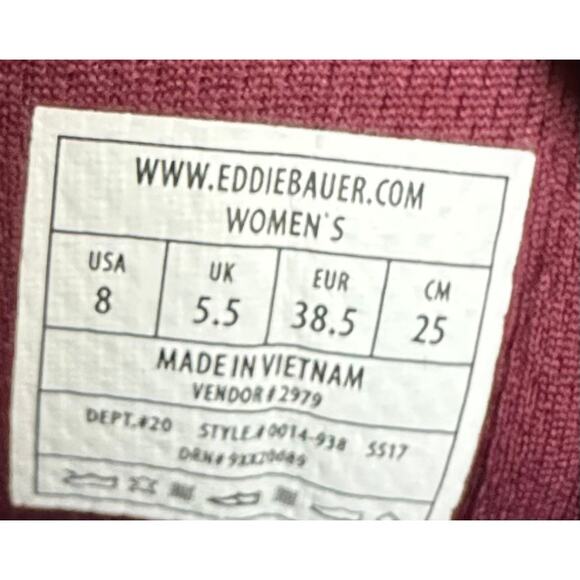 WWW.EDDIEBAUER.COM
WOMEN'S
USA UK EUR CM
8 5.5 38.5 25
MADE IN VIETNAM
VENDOR#2979
DEPT.#20 STYLE#0014-938 SS17